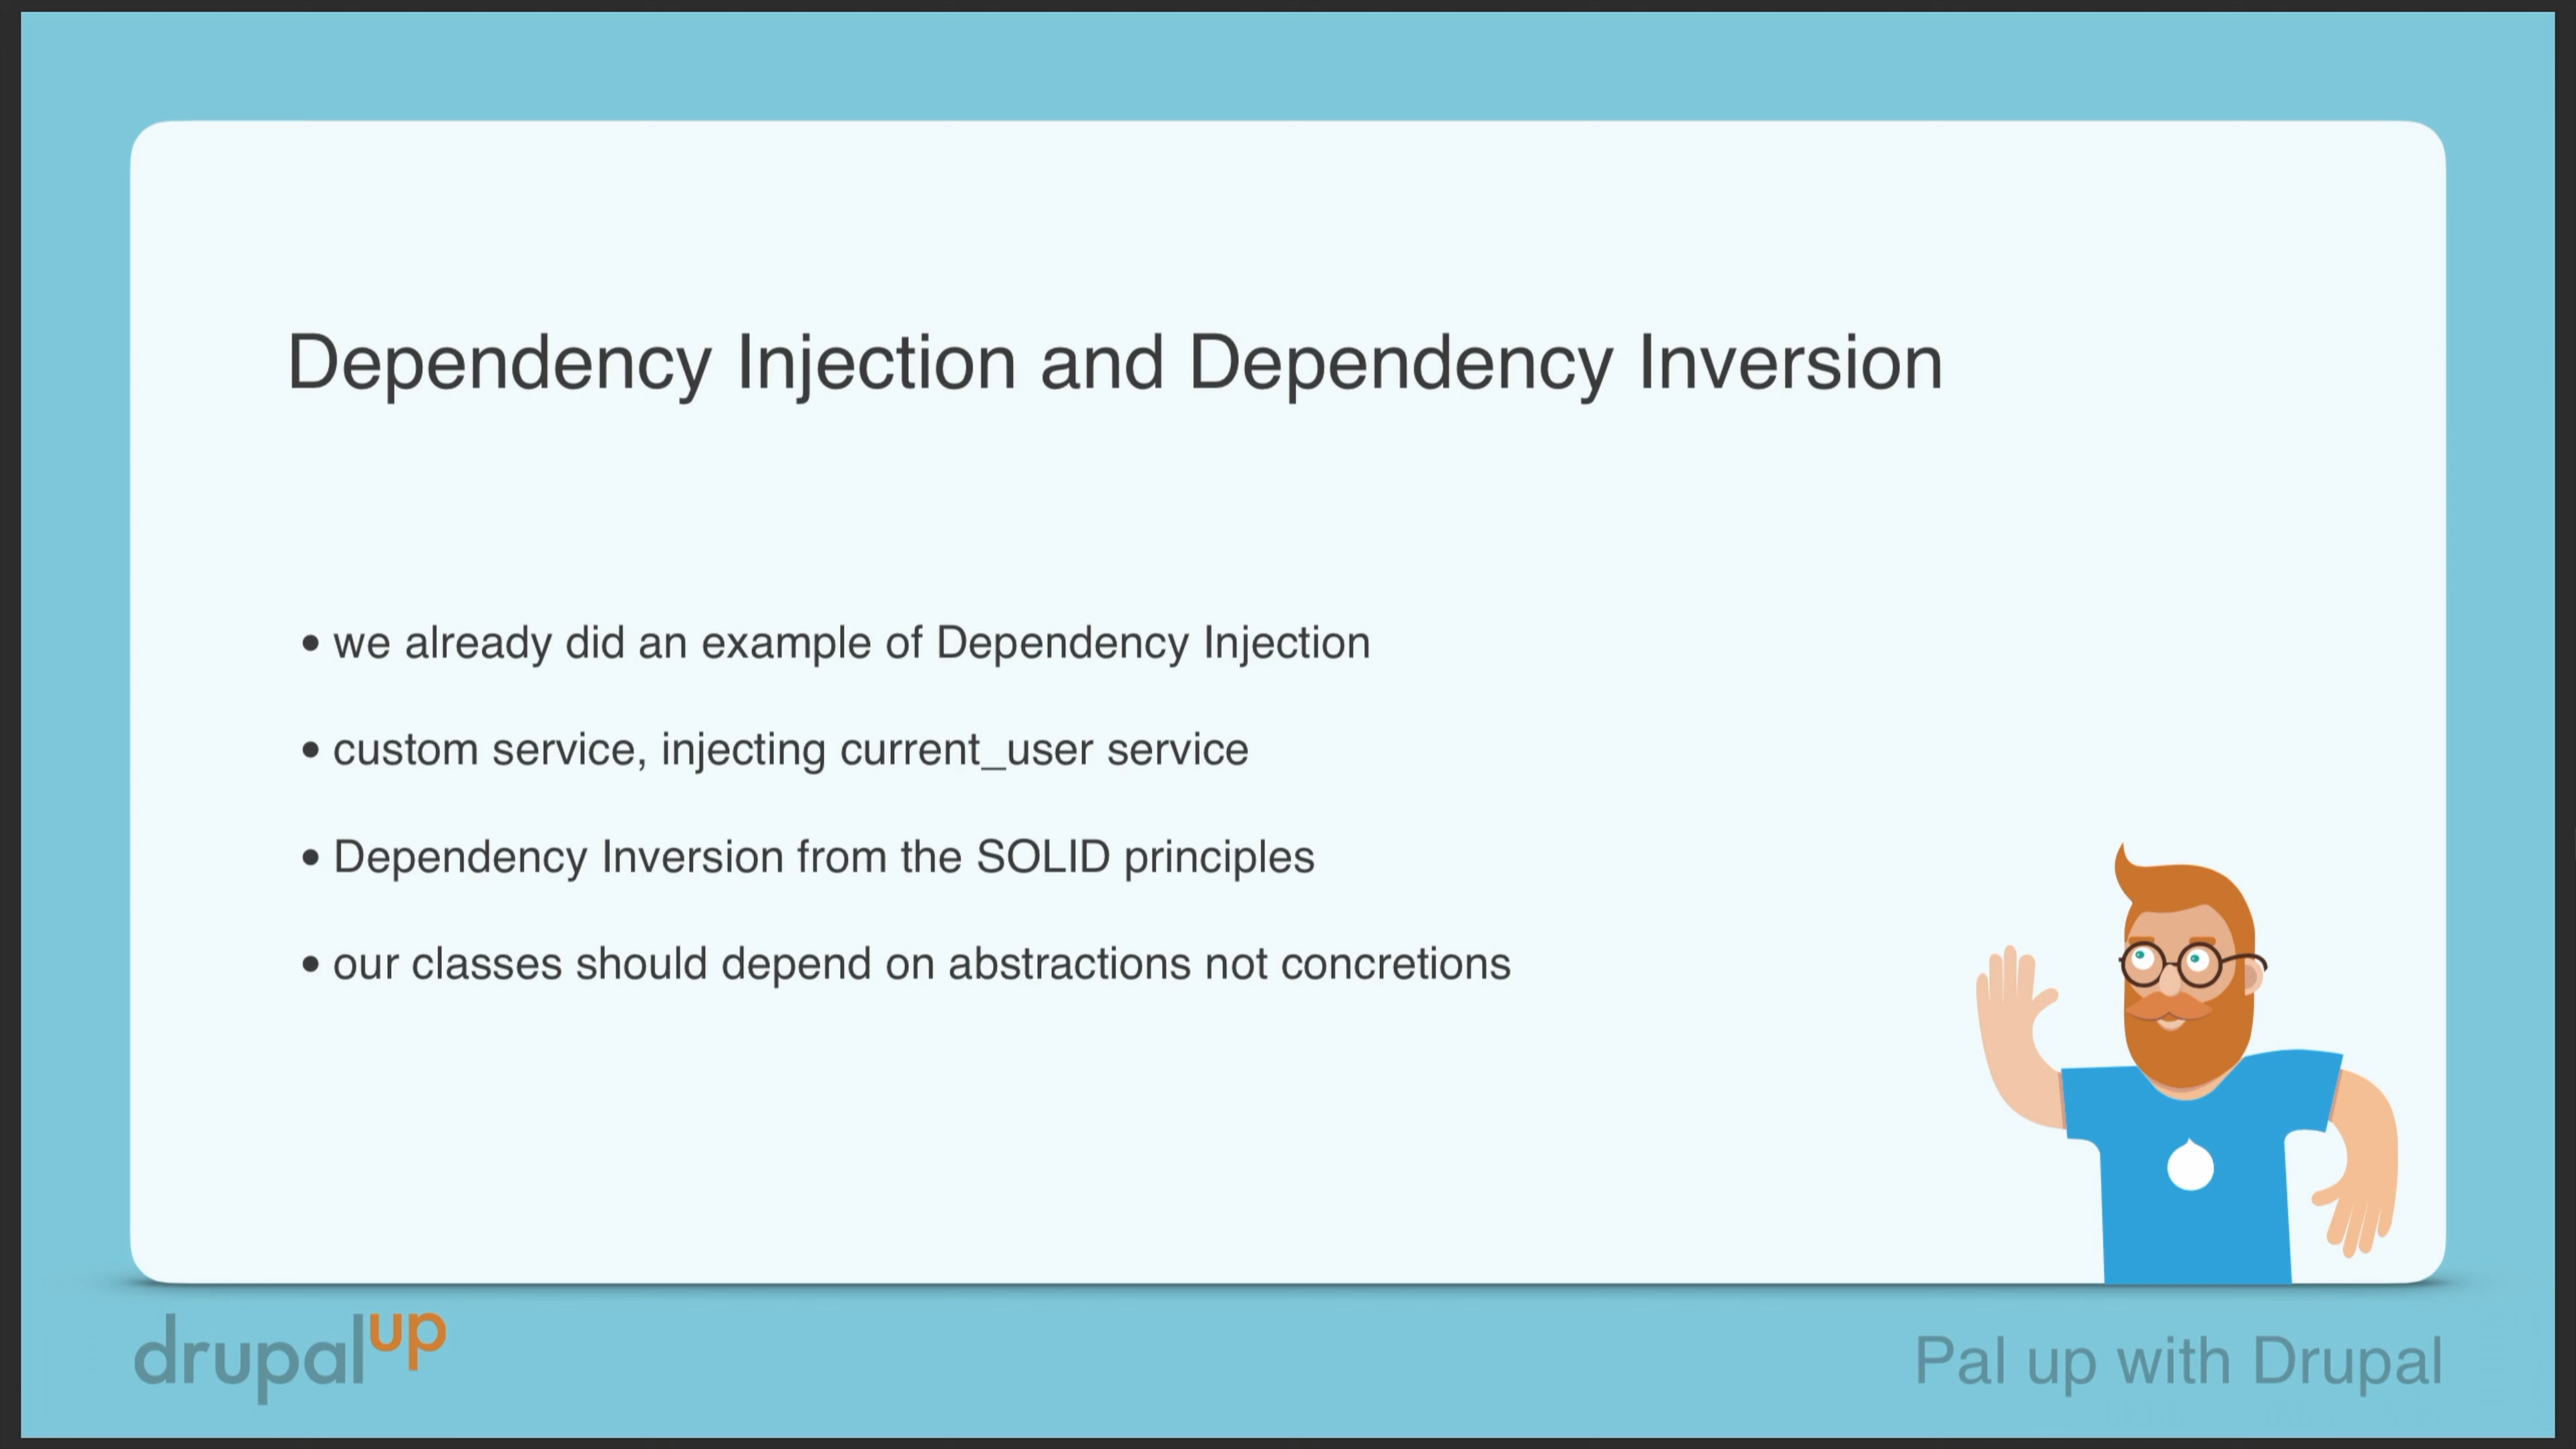 Dependency Injection and Dependency Inversion
• we already did an example of Dependency Injection
• custom service, injecting current_user service
• Dependency Inversion from the SOLID principles
• our classes should depend on abstractions not concretions
drupalup
Pal up with Drupal